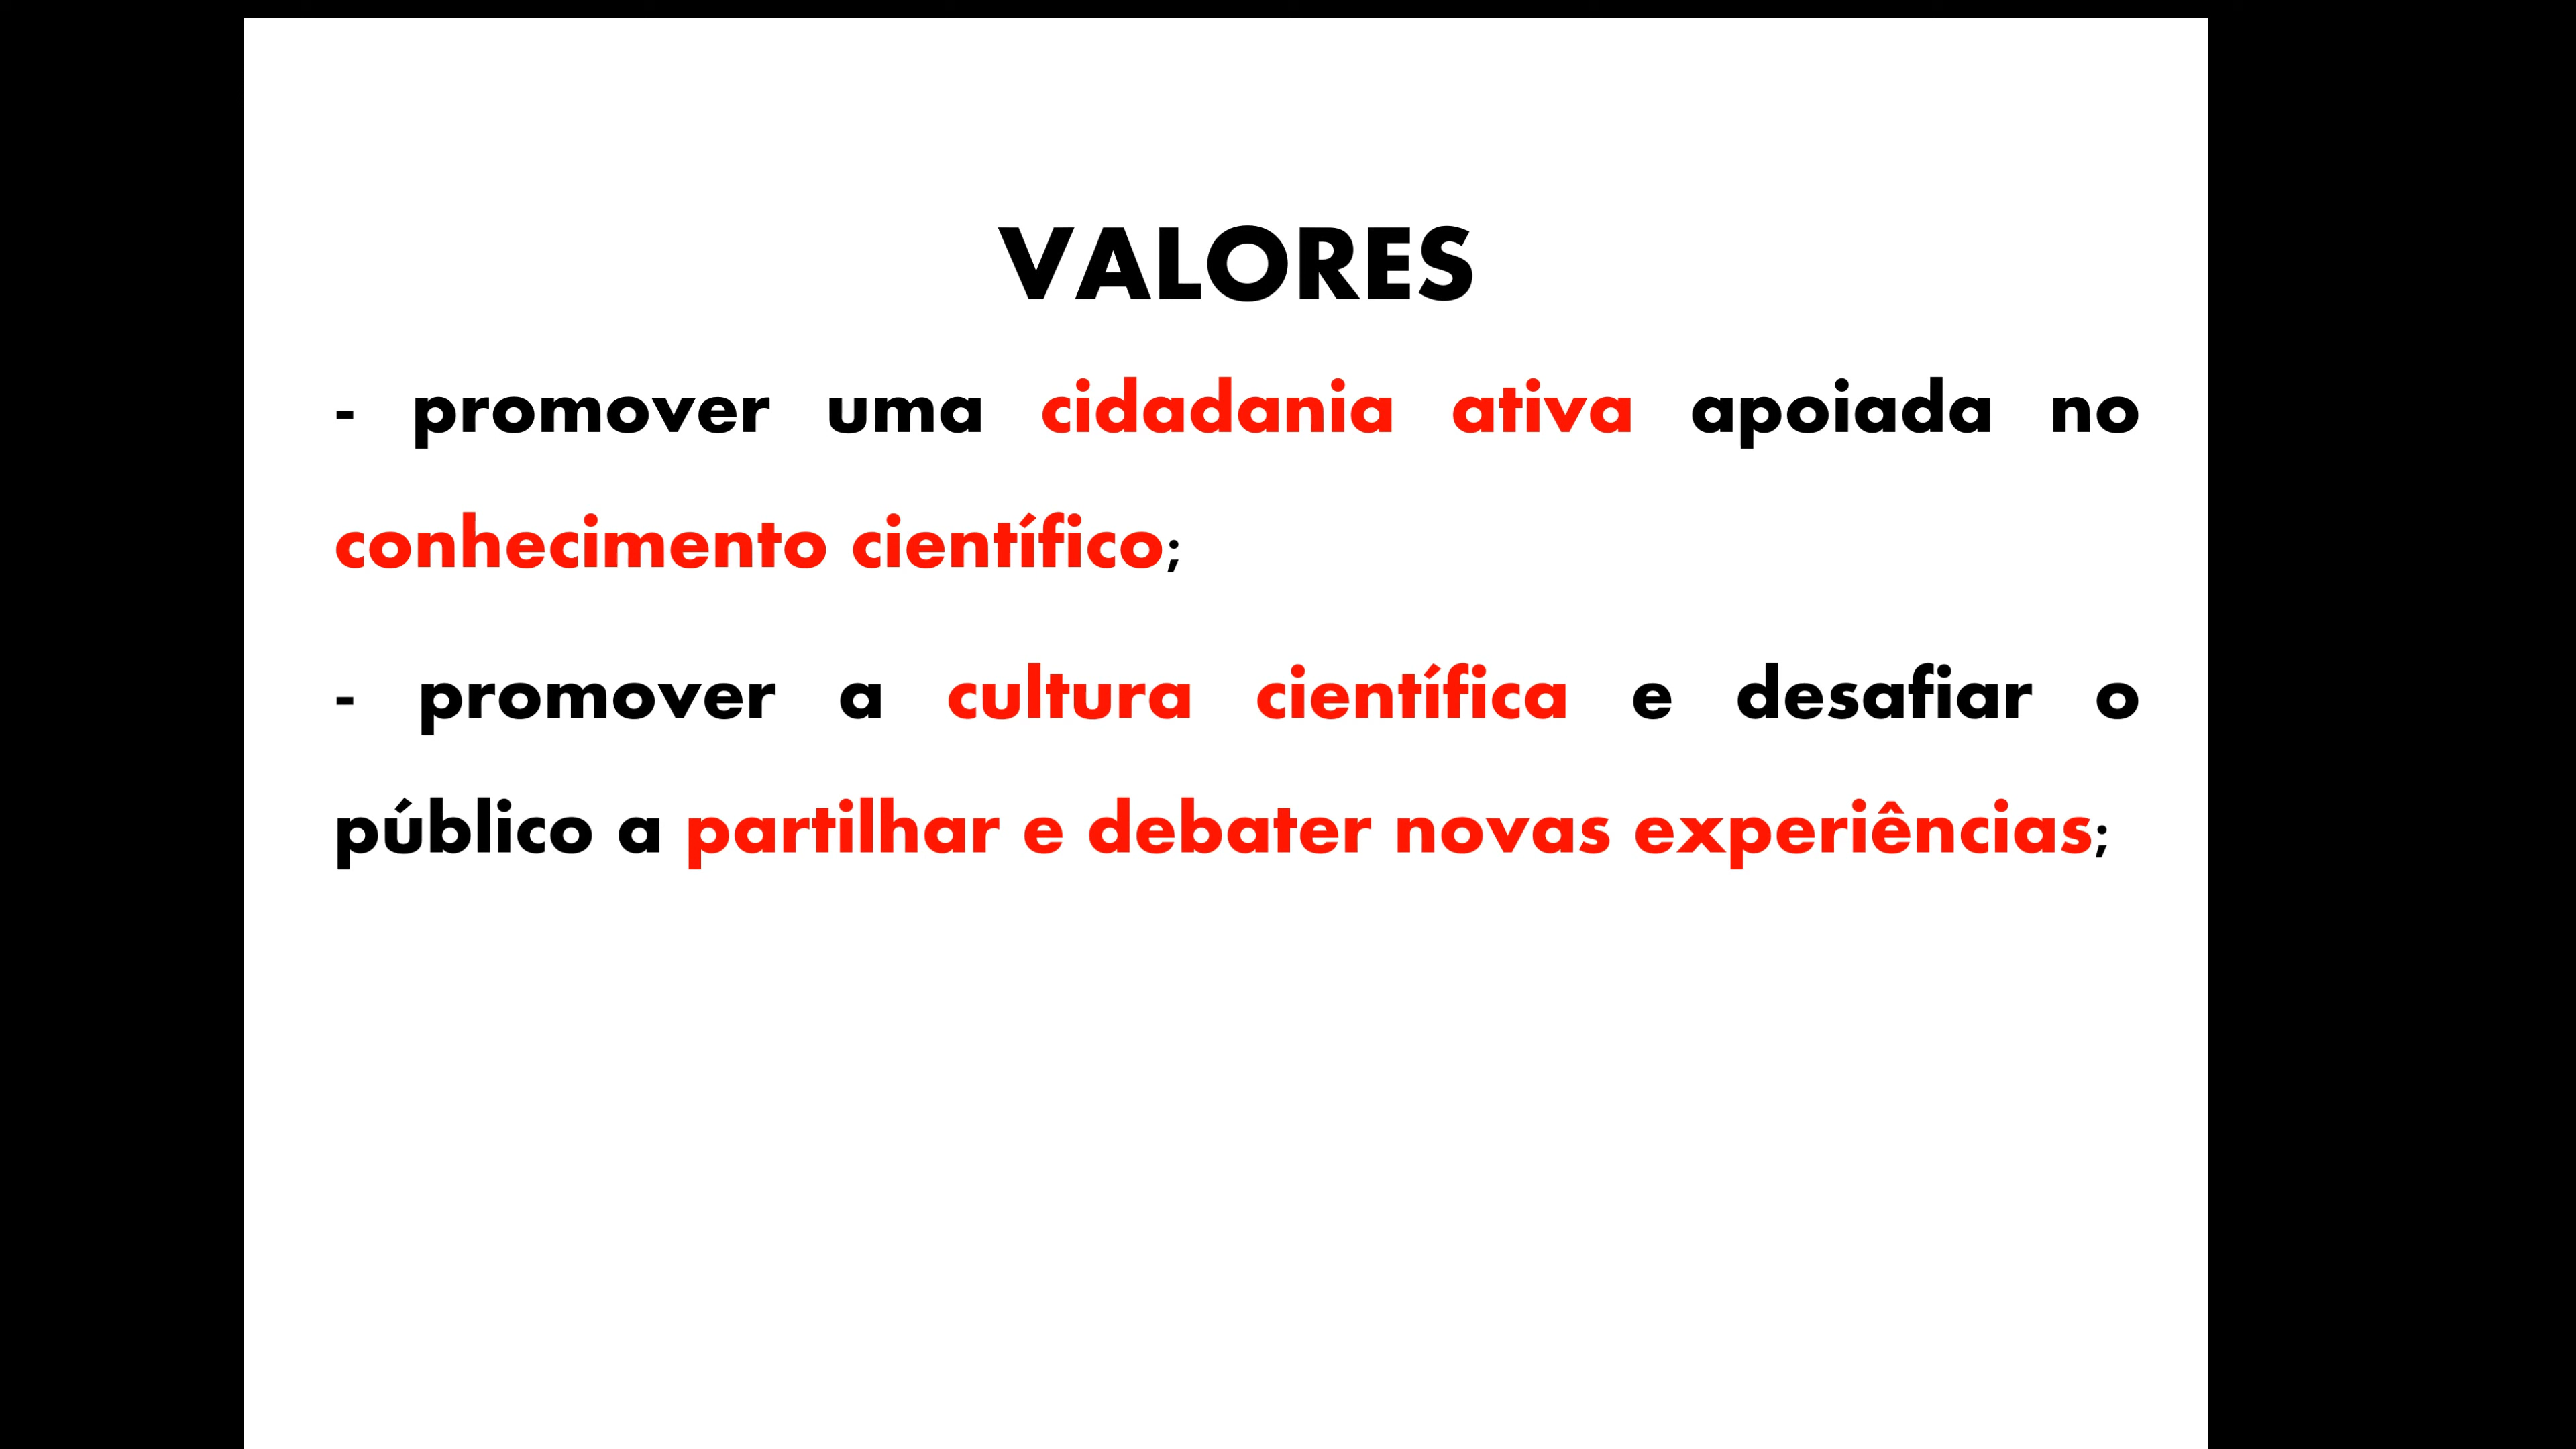 VALORES
- promover uma cidadania ativa apoiada no
conhecimento científico;
- promover a cultura científica e desafiar o
público a partilhar e debater novas experiências;